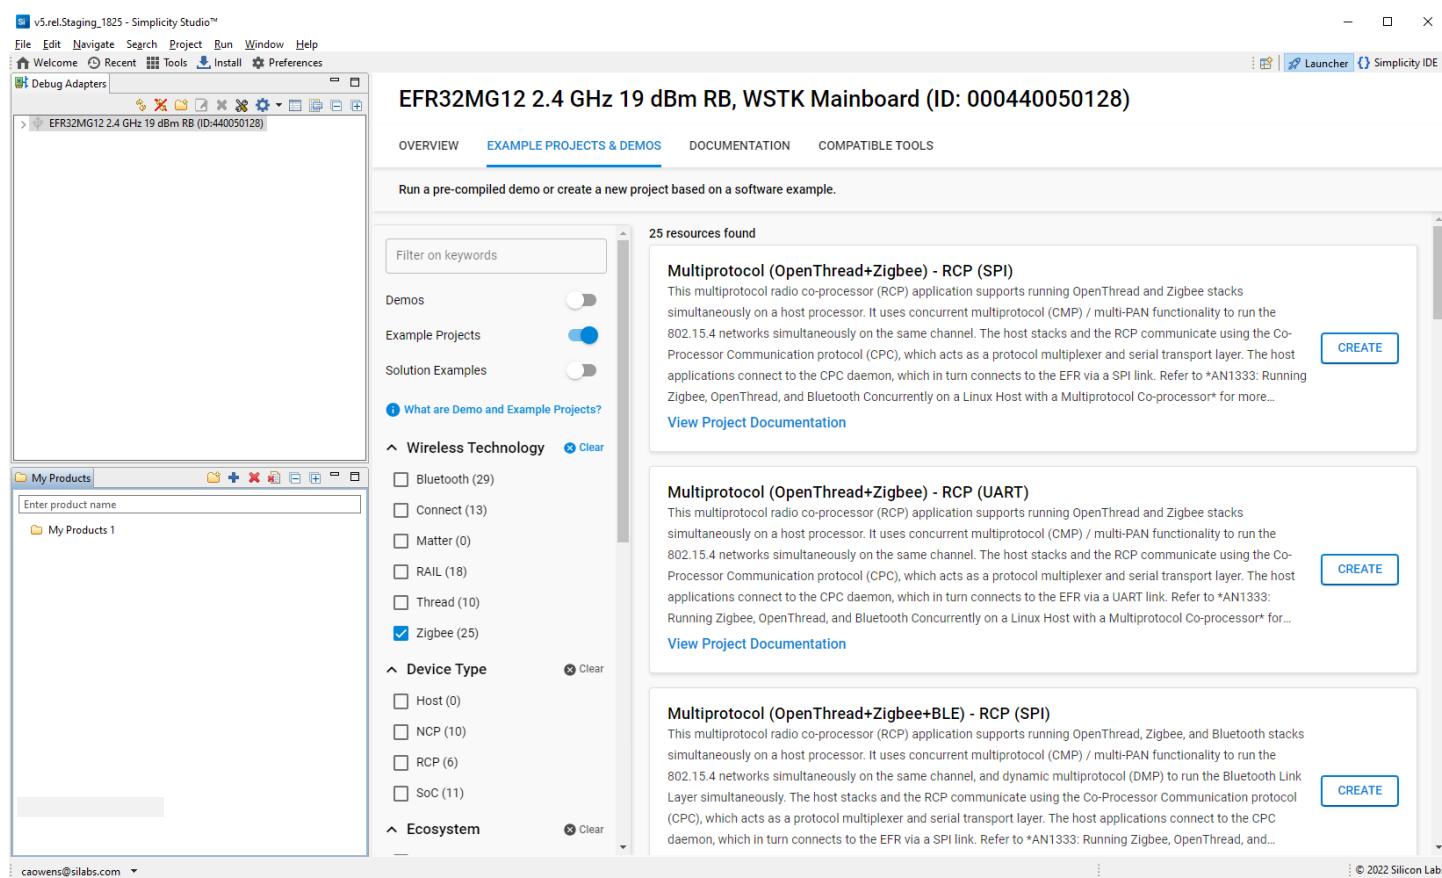 Si v5.rel.Staging_1825 - Simplicity Studio™
File Edit Navigate Search Project Run Window Help
Welcome Recent Tools Install Preferences
Launcher {} Simplicity IDE
Debug Adapters
EFR32MG12 2.4 GHz 19 dBm RB (ID:440050128)
My Products
Enter product name
My Products 1
EFR32MG12 2.4 GHz 19 dBm RB, WSTK Mainboard (ID: 000440050128)
OVERVIEW EXAMPLE PROJECTS & DEMOS DOCUMENTATION COMPATIBLE TOOLS
Run a pre-compiled demo or create a new project based on a software example.
Filter on keywords
Demos
Example Projects
Solution Examples
What are Demo and Example Projects?
Wireless Technology Clear
Bluetooth (29)
Connect (13)
Matter (0)
RAIL (18)
Thread (10)
Zigbee (25)
Device Type Clear
Host (0)
NCP (10)
RCP (6)
SoC (11)
Ecosystem Clear
25 resources found
Multiprotocol (OpenThread+Zigbee) - RCP (SPI)
This multiprotocol radio co-processor (RCP) application supports running OpenThread and Zigbee stacks
simultaneously on a host processor. It uses concurrent multiprotocol (CMP) / multi-PAN functionality to run the
802.15.4 networks simultaneously on the same channel. The host stacks and the RCP communicate using the Co-
Processor Communication protocol (CPC), which acts as a protocol multiplexer and serial transport layer. The host
applications connect to the CPC daemon, which in turn connects to the EFR via a SPI link. Refer to *AN1333: Running
Zigbee, OpenThread, and Bluetooth Concurrently on a Linux Host with a Multiprotocol Co-processor* for more...
View Project Documentation
CREATE
Multiprotocol (OpenThread+Zigbee) - RCP (UART)
This multiprotocol radio co-processor (RCP) application supports running OpenThread and Zigbee stacks
simultaneously on a host processor. It uses concurrent multiprotocol (CMP) / multi-PAN functionality to run the
802.15.4 networks simultaneously on the same channel. The host stacks and the RCP communicate using the Co-
Processor Communication protocol (CPC), which acts as a protocol multiplexer and serial transport layer. The host
applications connect to the CPC daemon, which in turn connects to the EFR via a UART link. Refer to *AN1333:
Running Zigbee, OpenThread, and Bluetooth Concurrently on a Linux Host with a Multiprotocol Co-processor* for...
View Project Documentation
CREATE
Multiprotocol (OpenThread+Zigbee+BLE) - RCP (SPI)
This multiprotocol radio co-processor (RCP) application supports running OpenThread, Zigbee, and Bluetooth stacks
simultaneously on a host processor. It uses concurrent multiprotocol (CMP) / multi-PAN functionality to run the
802.15.4 networks simultaneously on the same channel, and dynamic multiprotocol (DMP) to run the Bluetooth Link
Layer simultaneously. The host stacks and the RCP communicate using the Co-Processor Communication protocol
(CPC), which acts as a protocol multiplexer and serial transport layer. The host applications connect to the CPC
daemon, which in turn connects to the EFR via a SPI link. Refer to *AN1333: Running Zigbee, OpenThread, and...
CREATE
caowens@silabs.com
© 2022 Silicon Lab